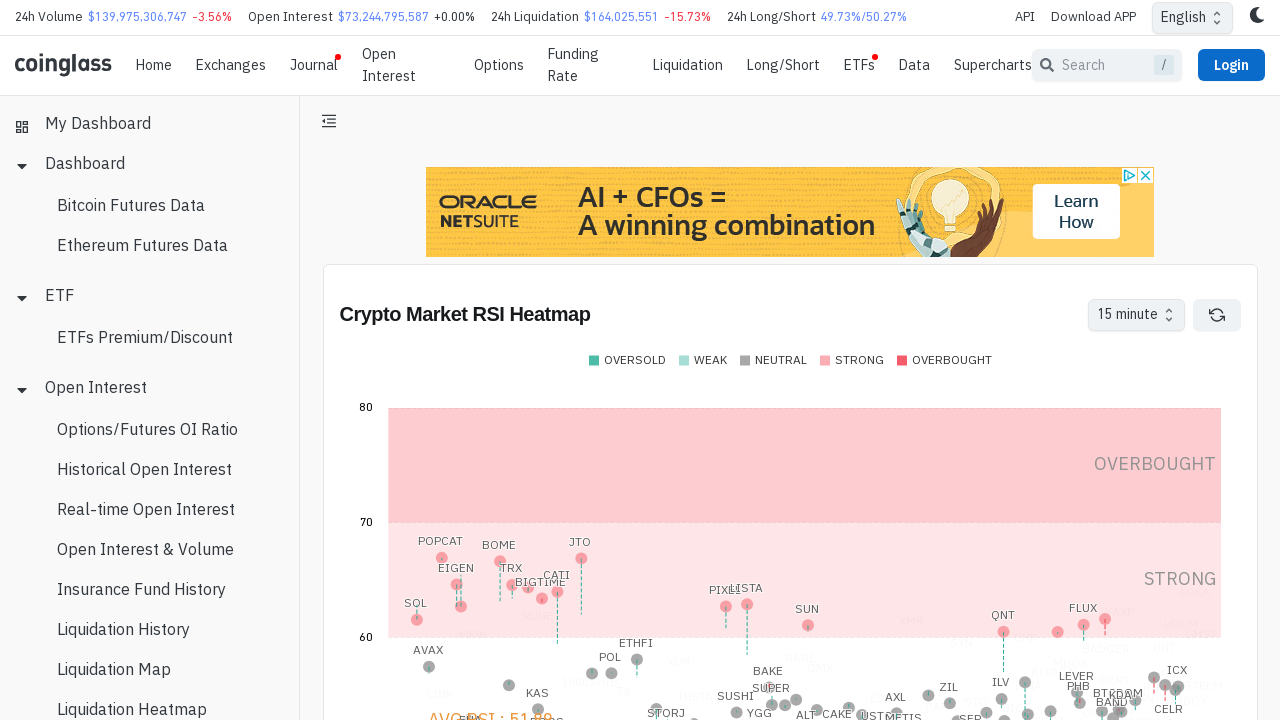 24h Volume $139,975,306,747 -3.56% Open Interest $73,244,795,587 +0.00% 24h Liquidation $164,025,551 -15.73% 24h Long/Short 49.73%/50.27% API Download APP English
coinglass Home Exchanges Journal Open Interest Options Funding Rate Liquidation Long/Short ETFs Data Supercharts Search / Login
My Dashboard
Dashboard
Bitcoin Futures Data
Ethereum Futures Data
ETF
ETFs Premium/Discount
Open Interest
Options/Futures OI Ratio
Historical Open Interest
Real-time Open Interest
Open Interest & Volume
Insurance Fund History
Liquidation History
Liquidation Map
Liquidation Heatmap
ORACLE NETSUITE
AI + CFOs =
A winning combination
Learn How
Crypto Market RSI Heatmap 15 minute
OVERSOLD WEAK NEUTRAL STRONG OVERBOUGHT
80
OVERBOUGHT
70
POPCAT BOME JTO
EIGEN TRX CATI
BIGTIME STRONG
PIXEL LISTA
SOL SUN FLUX
QNT
60
AVAX ETHFI
POL
BAKE ICX
ILV LEVER
SUPER ZIL PHB
KAS SUSHI AXL BAND
STORJ YGG ALT CAKE METIS CELR
AVG RSI : 51.89